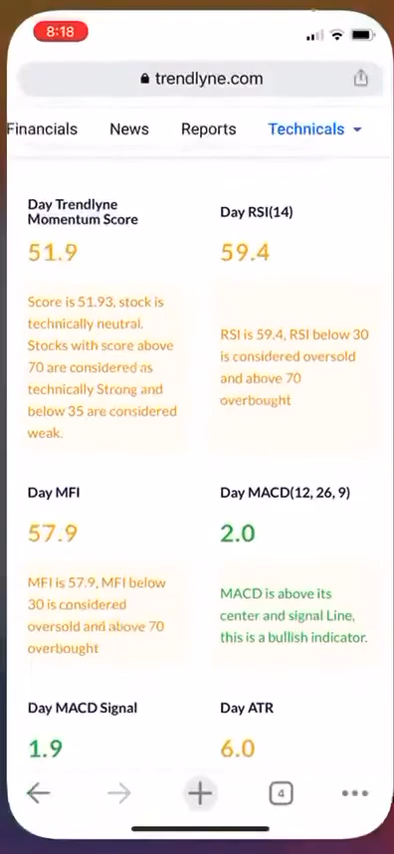 8:18
trendlyne.com
Financials
News
Reports
Technicals
Day Trendlyne
Momentum Score
51.9
Score is 51.93, stock is
technically neutral.
Stocks with score above
70 are considered as
technically Strong and
below 35 are considered
weak.
Day RSI(14)
59.4
RSI is 59.4, RSI below 30
is considered oversold
and above 70
overbought
Day MFI
57.9
MFI is 57.9, MFI below
30 is considered
oversold and above 70
overbought
Day MACD(12, 26, 9)
2.0
MACD is above its
center and signal Line,
this is a bullish indicator.
Day MACD Signal
1.9
Day ATR
6.0
4